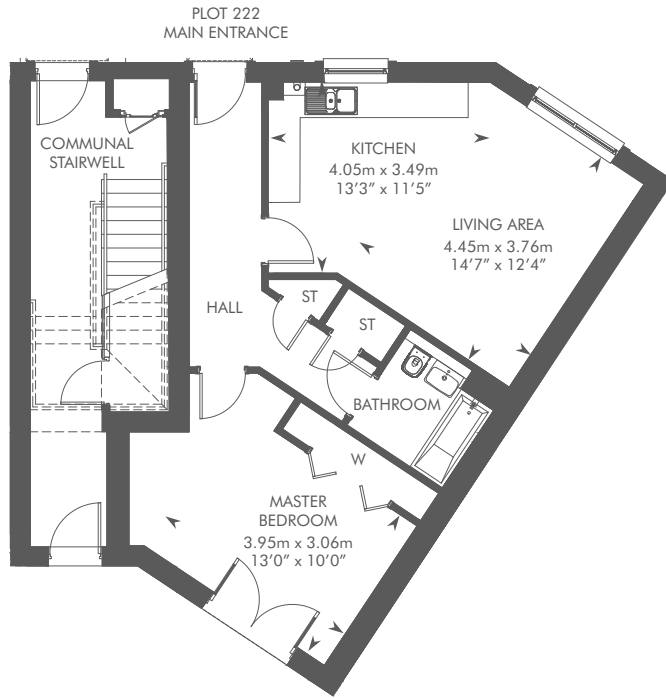 PLOT 222
MAIN ENTRANCE
COMMUNAL
STAIRWELL
KITCHEN
4.05m x 3.49m
13’3” x 11’5”
LIVING AREA
4.45m x 3.76m
14’7” x 12’4”
HALL
ST
ST
BATHROOM
W
MASTER
BEDROOM
3.95m x 3.06m
13’0” x 10’0”